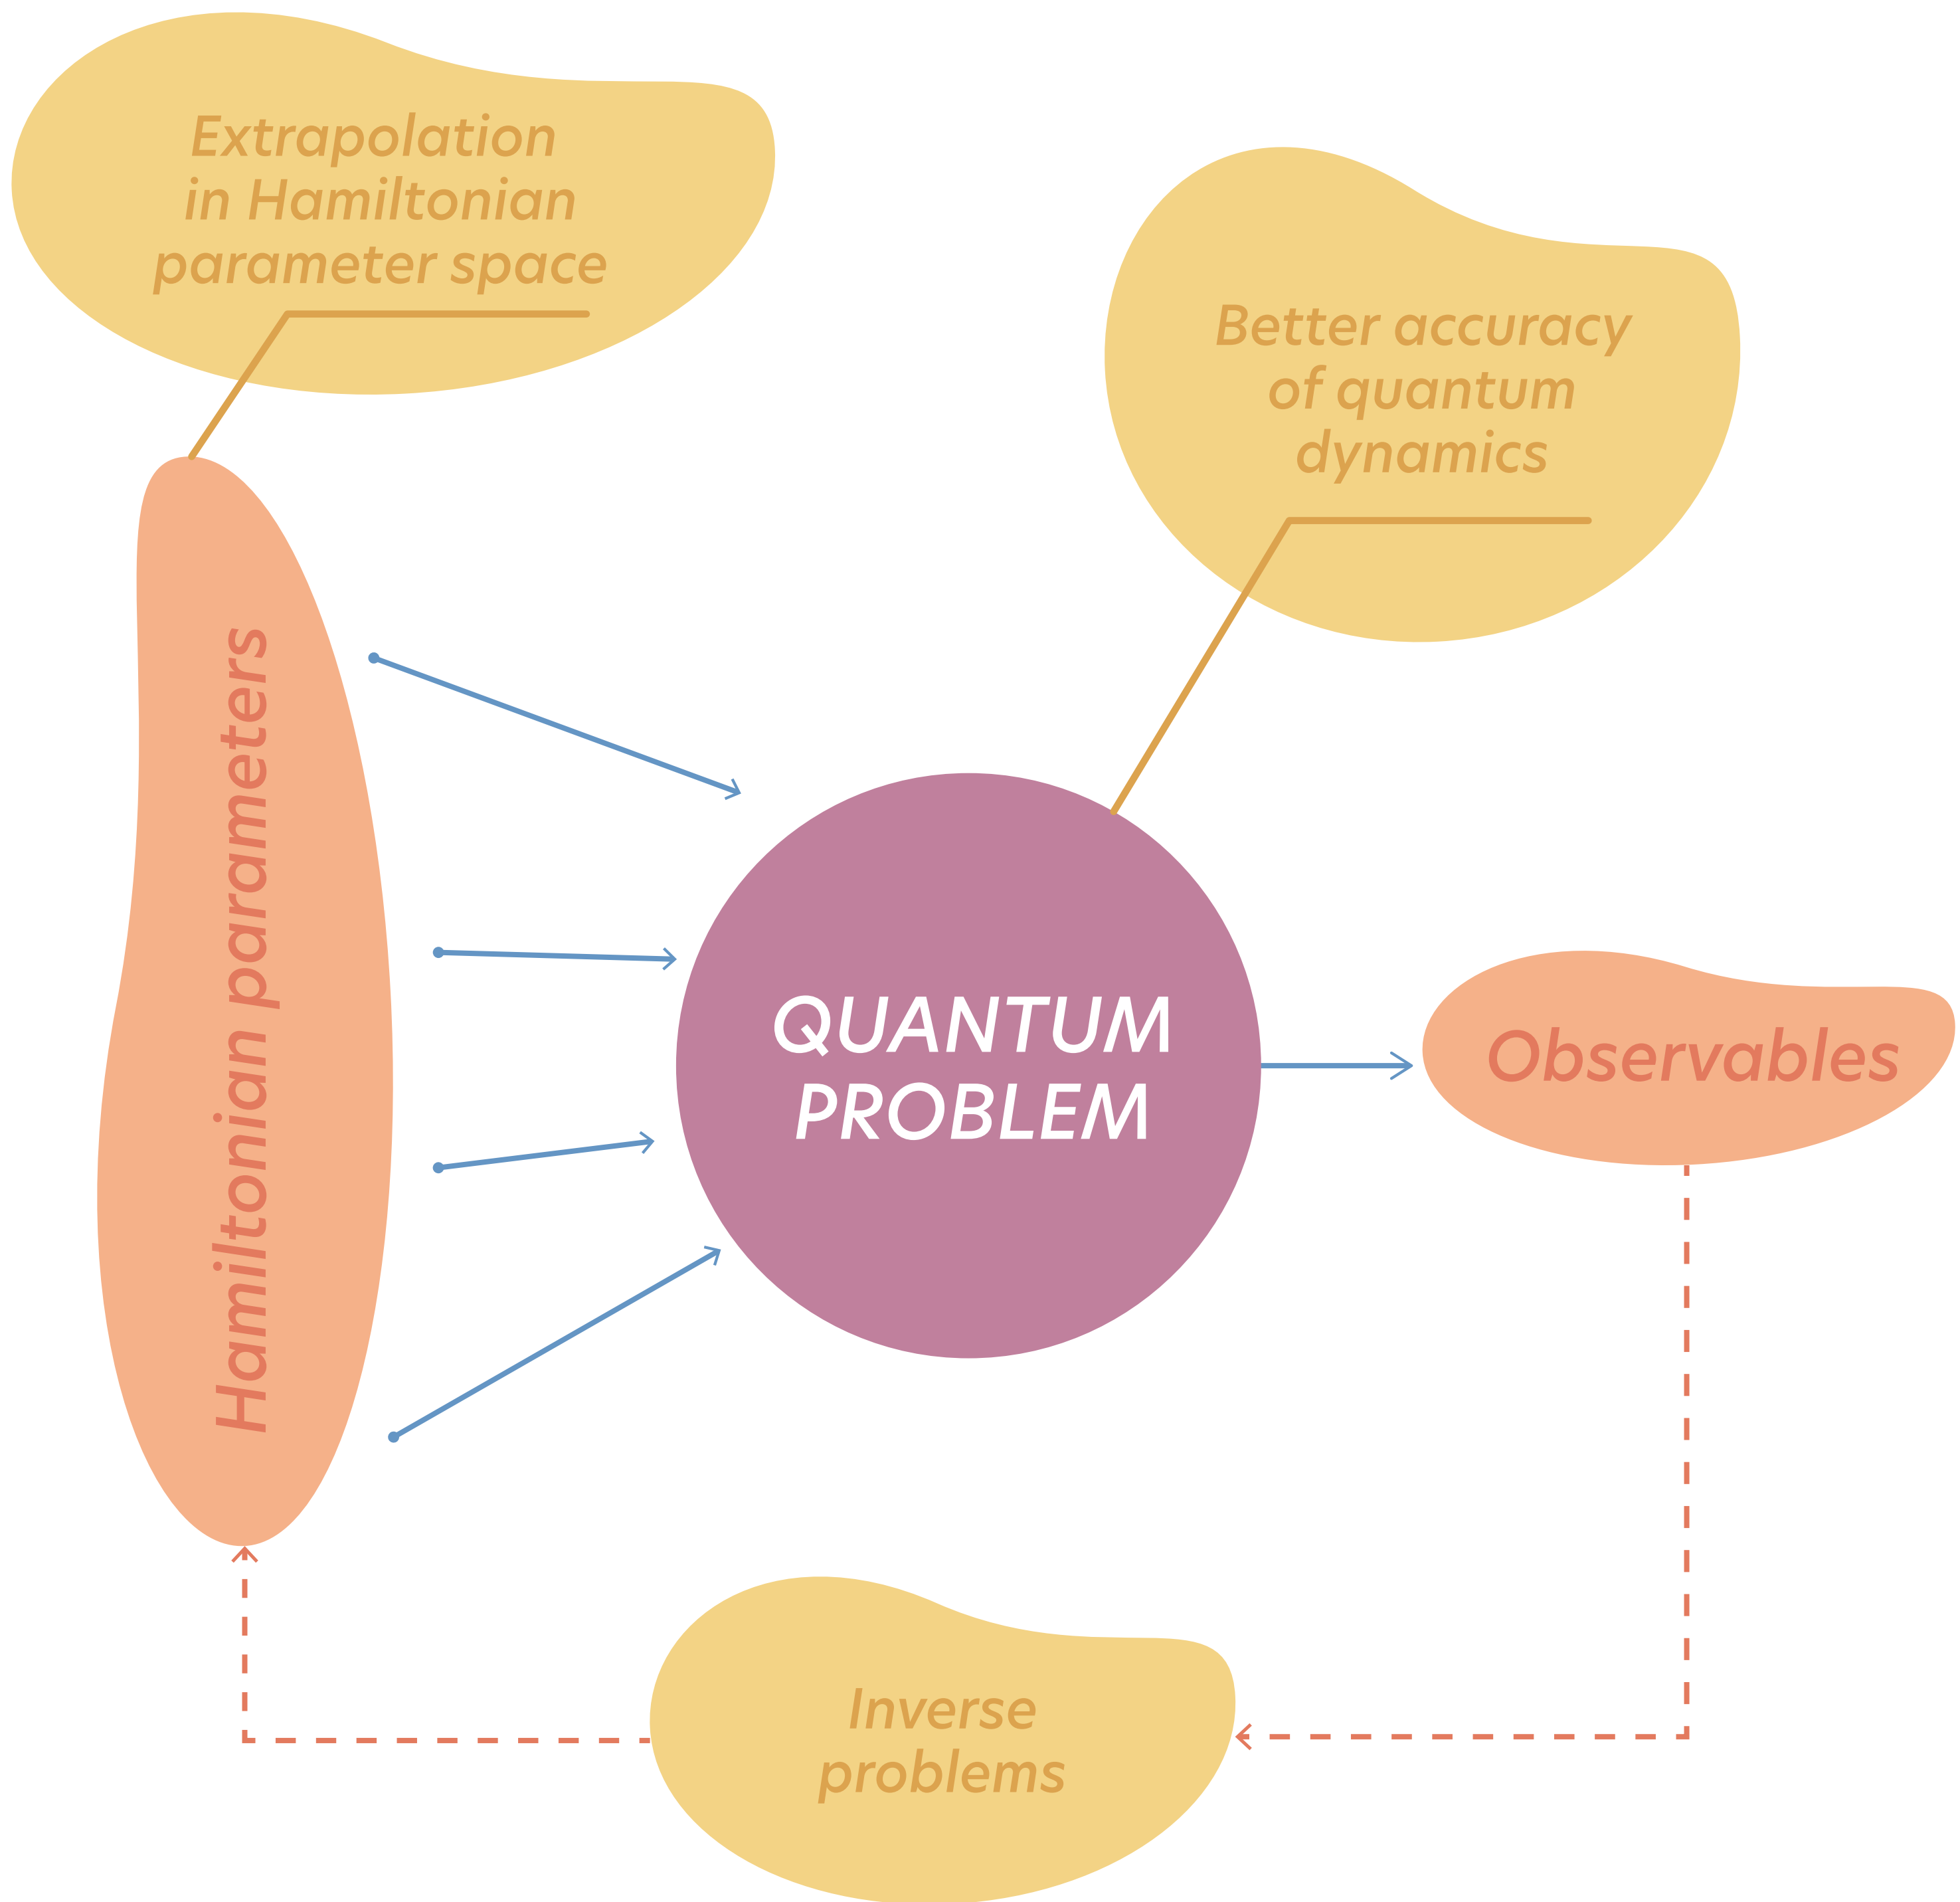 Extrapolation
in Hamiltonian
parameter space
Better accuracy
of quantum
dynamics
Hamiltonian parameters
QUANTUM
PROBLEM
Observables
Inverse
problems